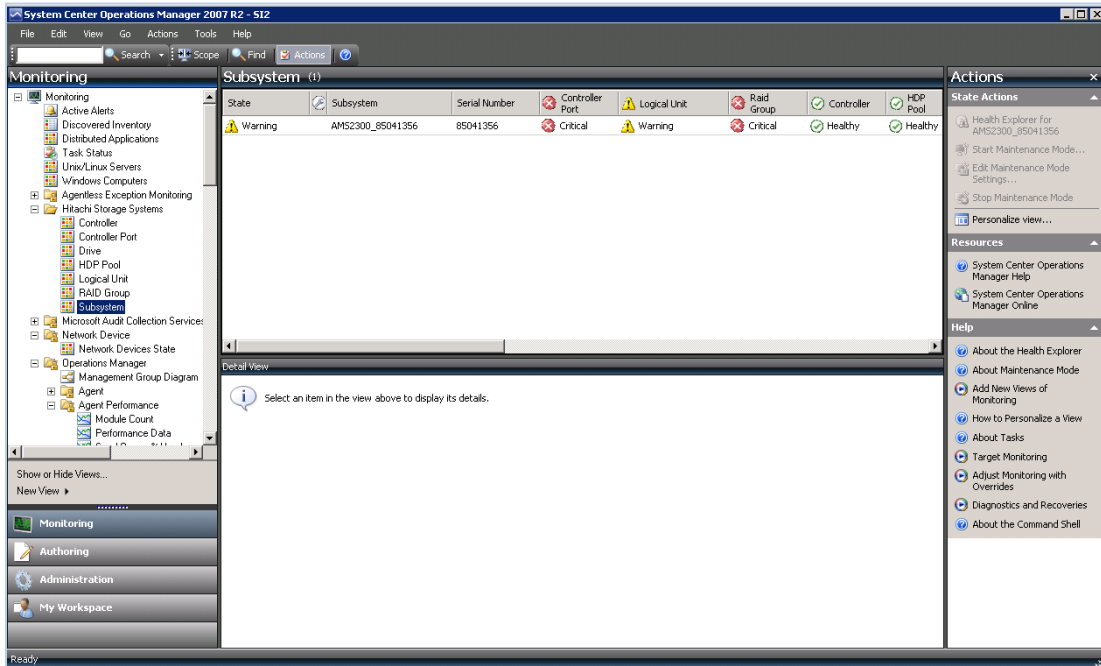 System Center Operations Manager 2007 R2 - SI2
File Edit View Go Actions Tools Help
Search Scope Find Actions
Monitoring
Monitoring
Active Alerts
Discovered Inventory
Distributed Applications
Task Status
Unix/Linux Servers
Windows Computers
Agentless Exception Monitoring
Hitachi Storage Systems
Controller
Controller Port
Drive
HDP Pool
Logical Unit
RAID Group
Subsystem
Microsoft Audit Collection Services
Network Device
Network Devices State
Operations Manager
Management Group Diagram
Agent
Agent Performance
Module Count
Performance Data
Show or Hide Views...
New View
Monitoring
Authoring
Administration
My Workspace
Subsystem (1)
State Subsystem Serial Number Controller Port Logical Unit Raid Group Controller HDP Pool
Warning AMS2300_85041356 85041356 Critical Warning Critical Healthy Healthy
Detail View
Select an item in the view above to display its details.
Actions
State Actions
Health Explorer for
AMS2300_85041356
Start Maintenance Mode...
Edit Maintenance Mode
Settings...
Stop Maintenance Mode
Personalize view...
Resources
System Center Operations
Manager Help
System Center Operations
Manager Online
Help
About the Health Explorer
About Maintenance Mode
Add New Views of
Monitoring
How to Personalize a View
About Tasks
Target Monitoring
Adjust Monitoring with
Overrides
Diagnostics and Recoveries
About the Command Shell
Ready